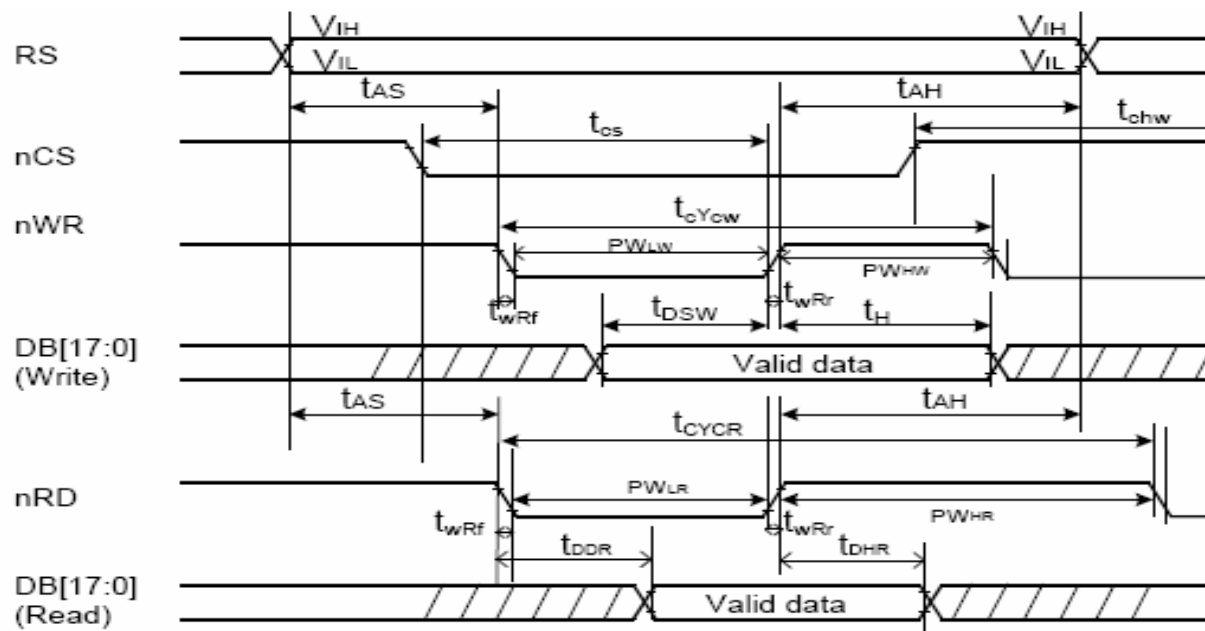 VIH VIH
RS
VIL VIL
tAS tAH
tcs tchw
nCS
tcYcw
nWR
PWLW PWHW
twRf twRr
tDSW tH
DB[17:0] Valid data
(Write)
tAS tAH
tCYCR
nRD
PWLR PWHR
twRf twRr
tDDR tDHR
DB[17:0] Valid data
(Read)